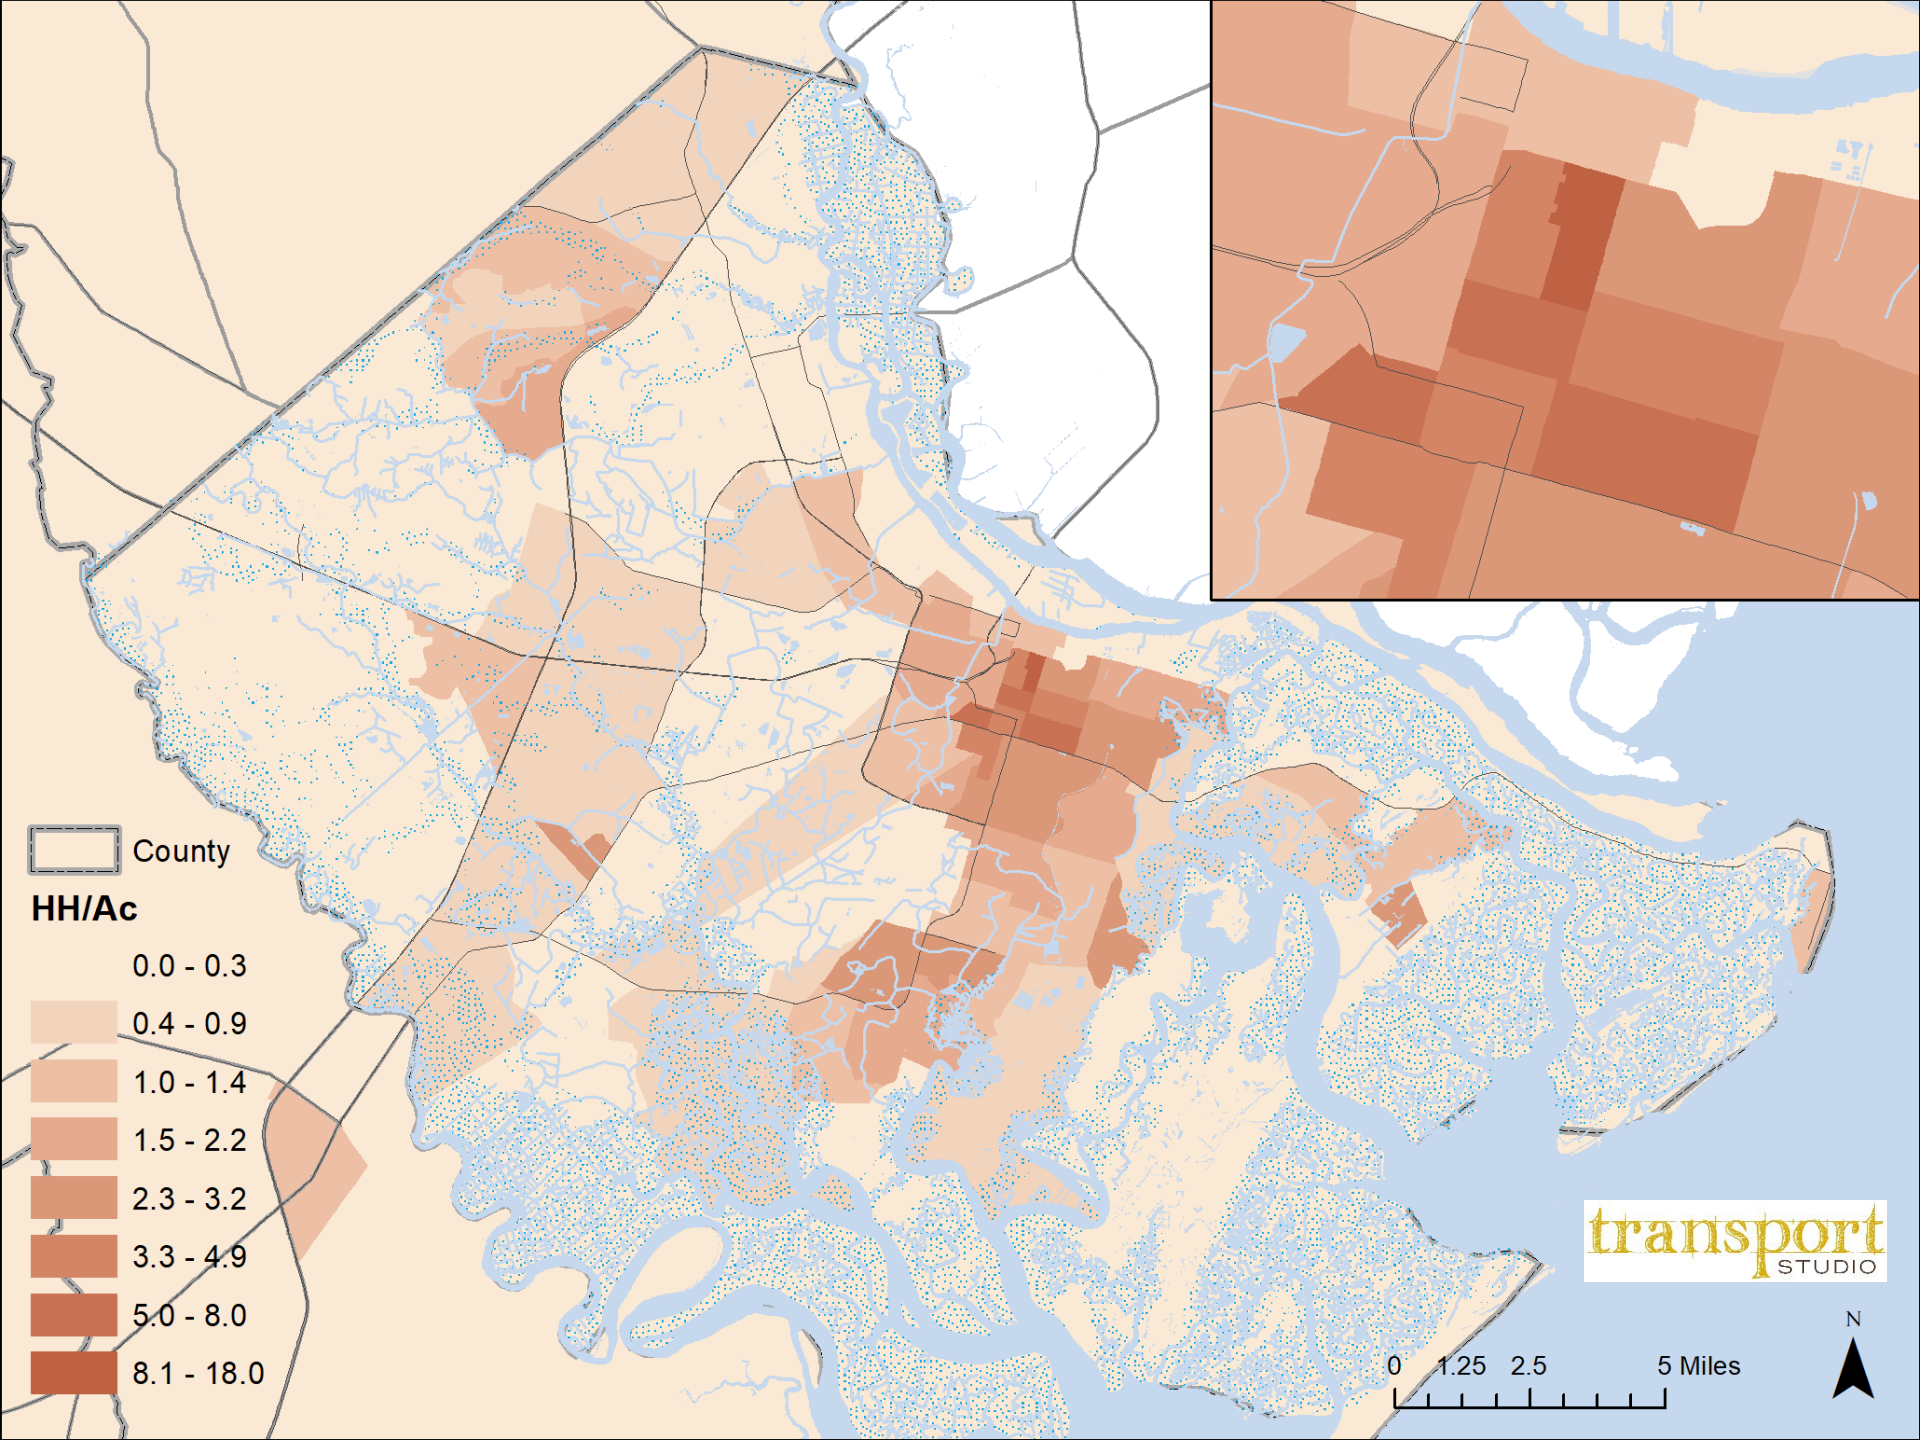 County
HH/Ac
0.0 - 0.3
0.4 - 0.9
1.0 - 1.4
1.5 - 2.2
2.3 - 3.2
3.3 - 4.9
5.0 - 8.0
8.1 - 18.0
transport
STUDIO
N
0 1.25 2.5 5 Miles